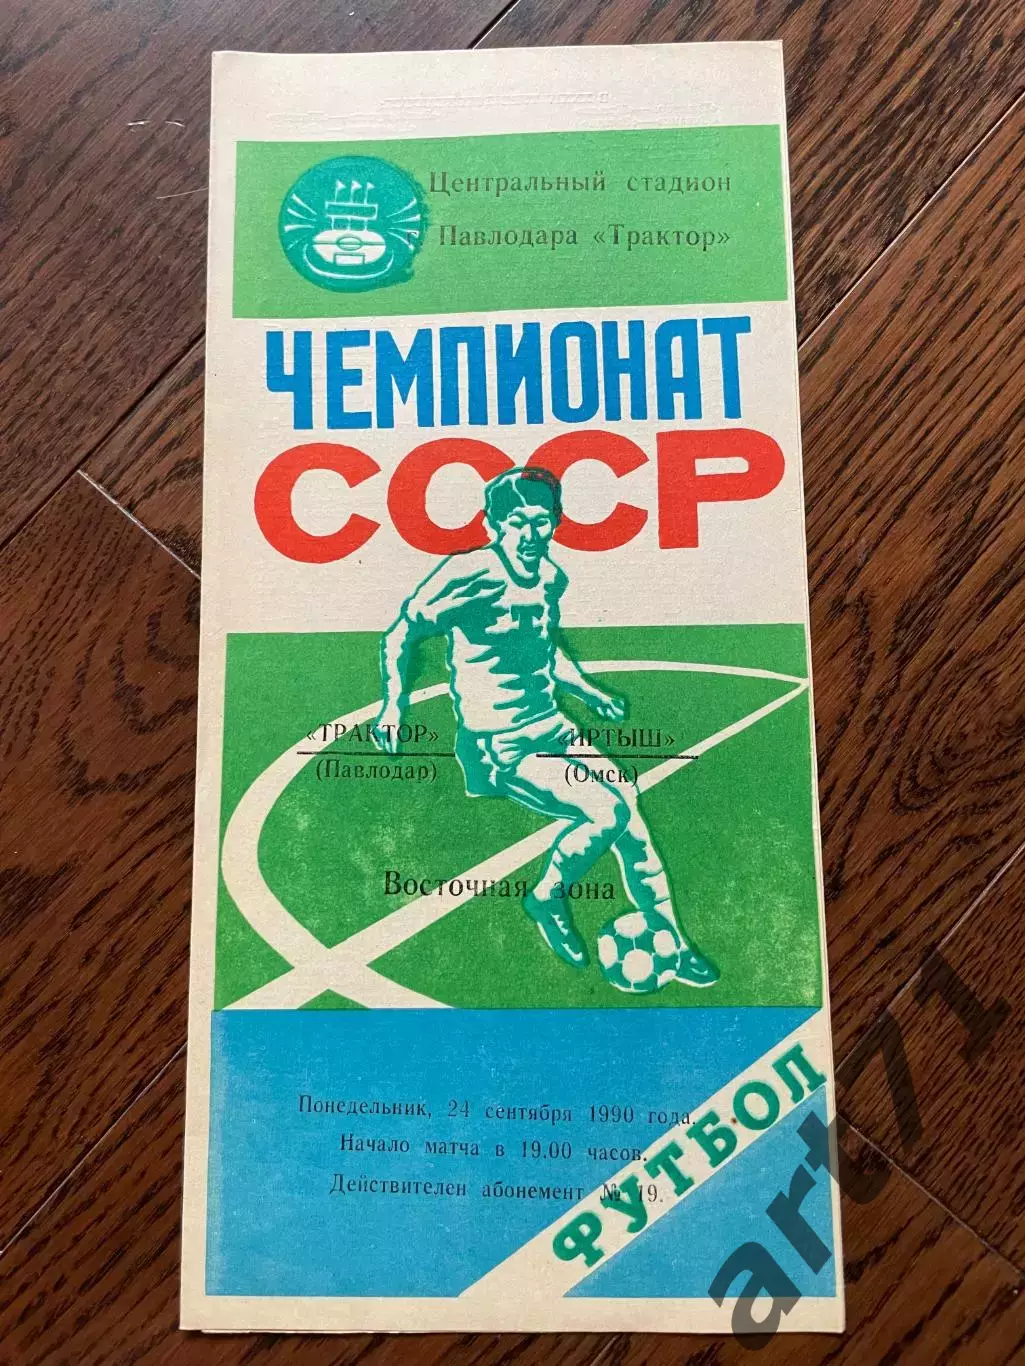 Центральный стадион
г. Павлодара «Трактор»
ЧЕМПИОНАТ
СССР
Т
«ТРАКТОР»
(Павлодар)
«ИРТЫШ»
(Омск)
Восточная зона
Понедельник, 24 сентября 1990 года.
Начало матча в 19.00 часов.
Действителен абонемент № 19.
ФУТБОЛ
art71